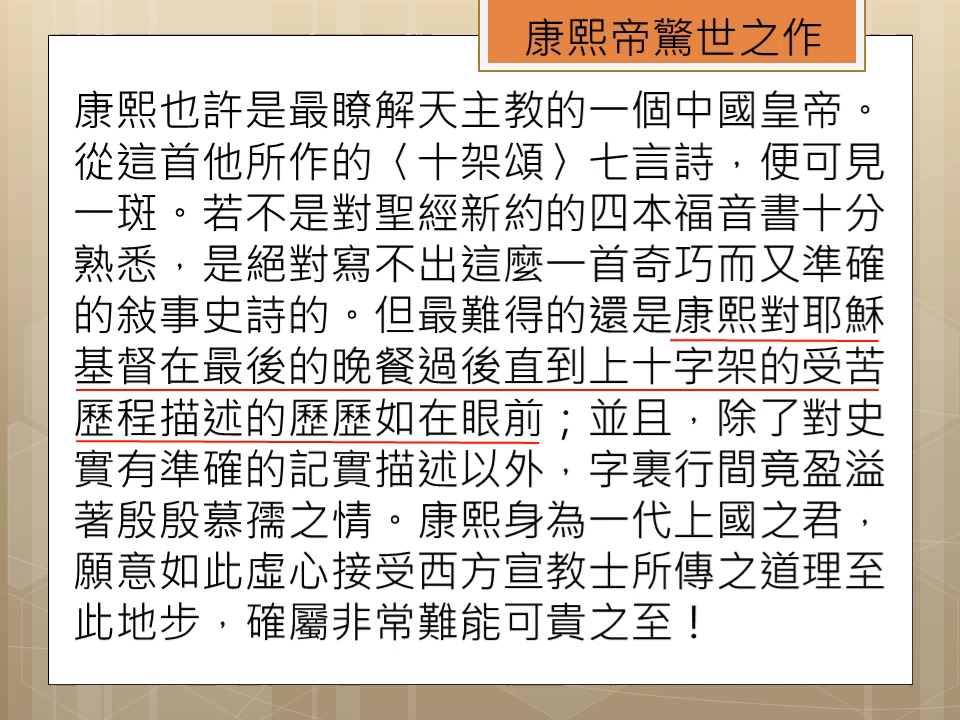 康熙帝驚世之作
康熙也許是最瞭解天主教的一個中國皇帝。
從這首他所作的〈十架頌〉七言詩，便可見
一斑。若不是對聖經新約的四本福音書十分
熟悉，是絕對寫不出這麼一首奇巧而又準確
的敍事史詩的。但最難得的還是康熙對耶穌
基督在最後的晚餐過後直到上十字架的受苦
歷程描述的歷歷如在眼前；並且，除了對史
實有準確的記實描述以外，字裏行間竟盈溢
著殷殷慕孺之情。康熙身為一代上國之君，
願意如此虛心接受西方宣教士所傳之道理至
此地步，確屬非常難能可貴之至！